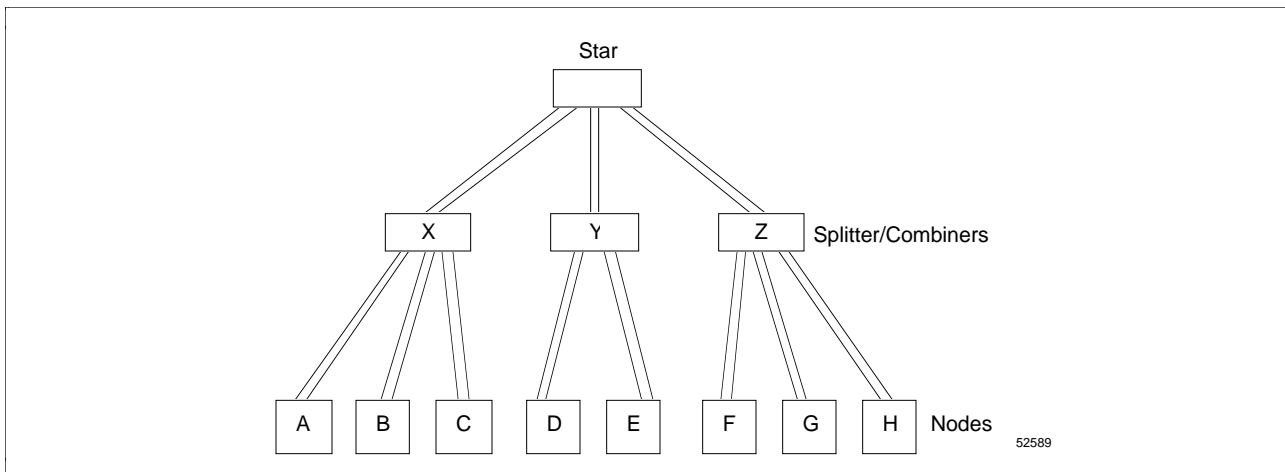 Star
X Y Z Splitter/Combiners
A B C D E F G H Nodes
52589